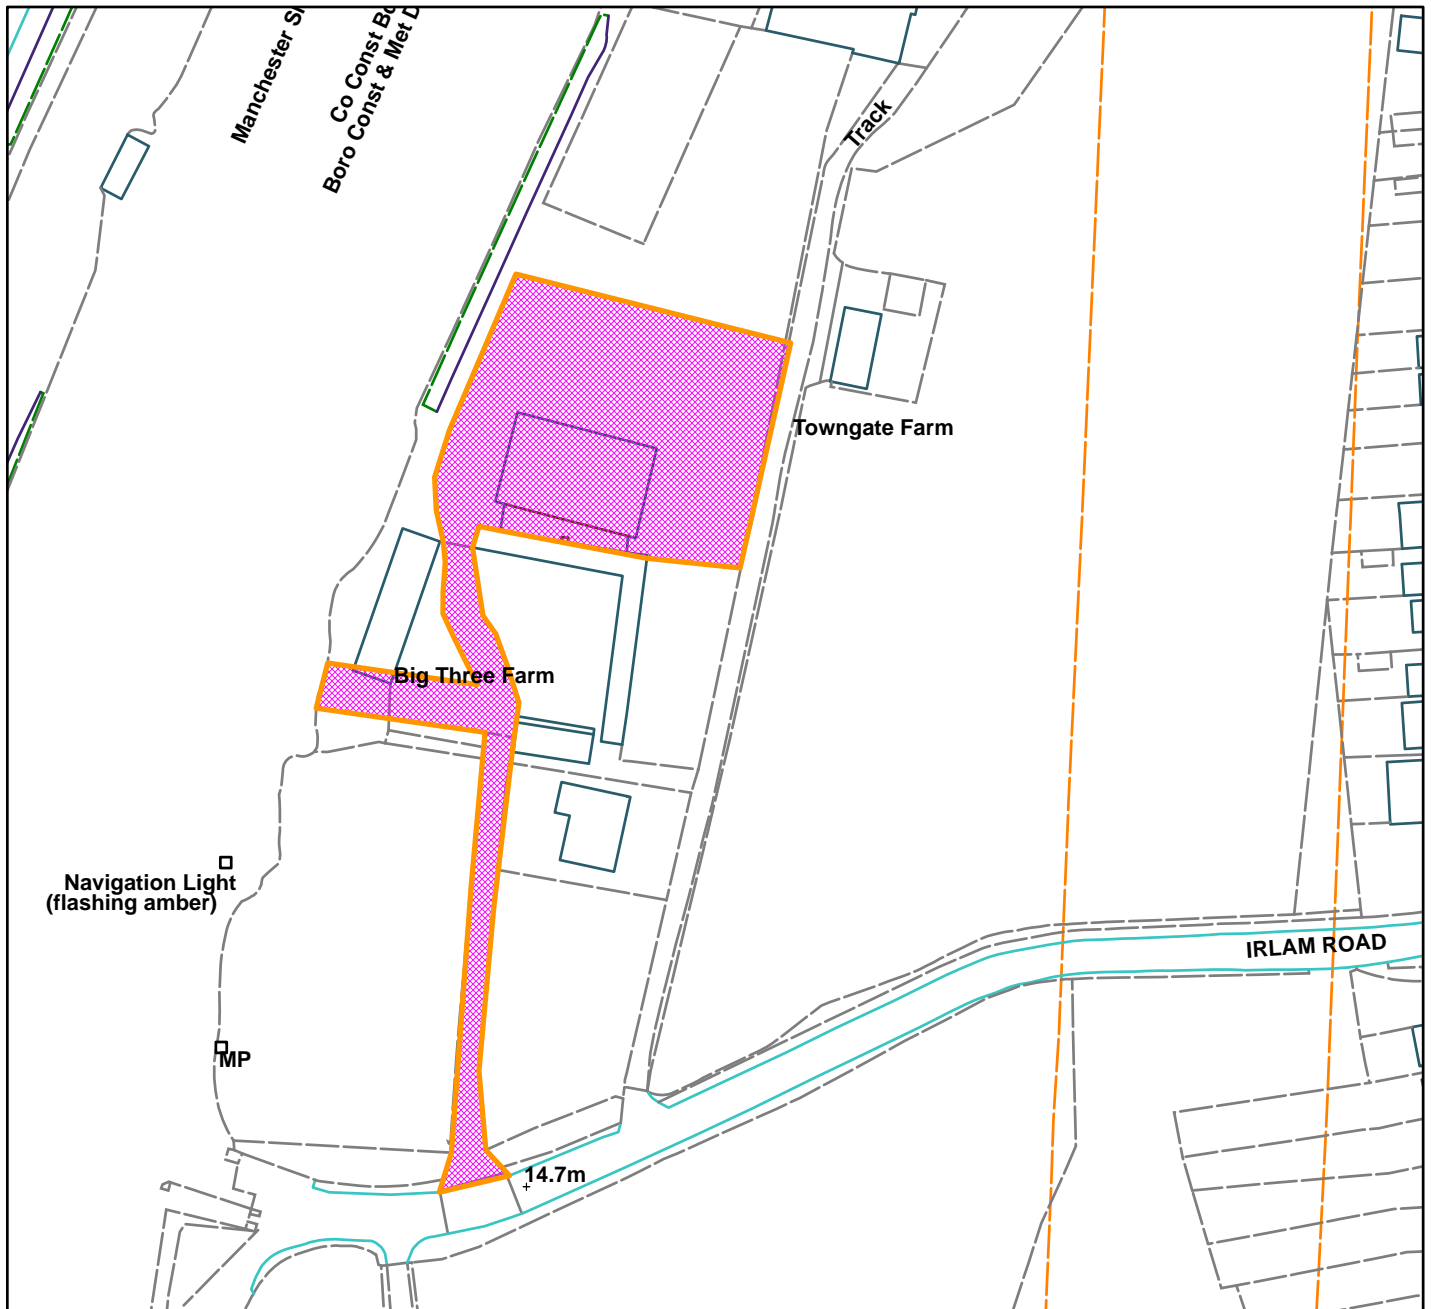 Manchester
Co Const
Boro Const & Met
Track
Towngate Farm
Big Three Farm
Navigation Light
(flashing amber)
IRLAM ROAD
MP
14.7m